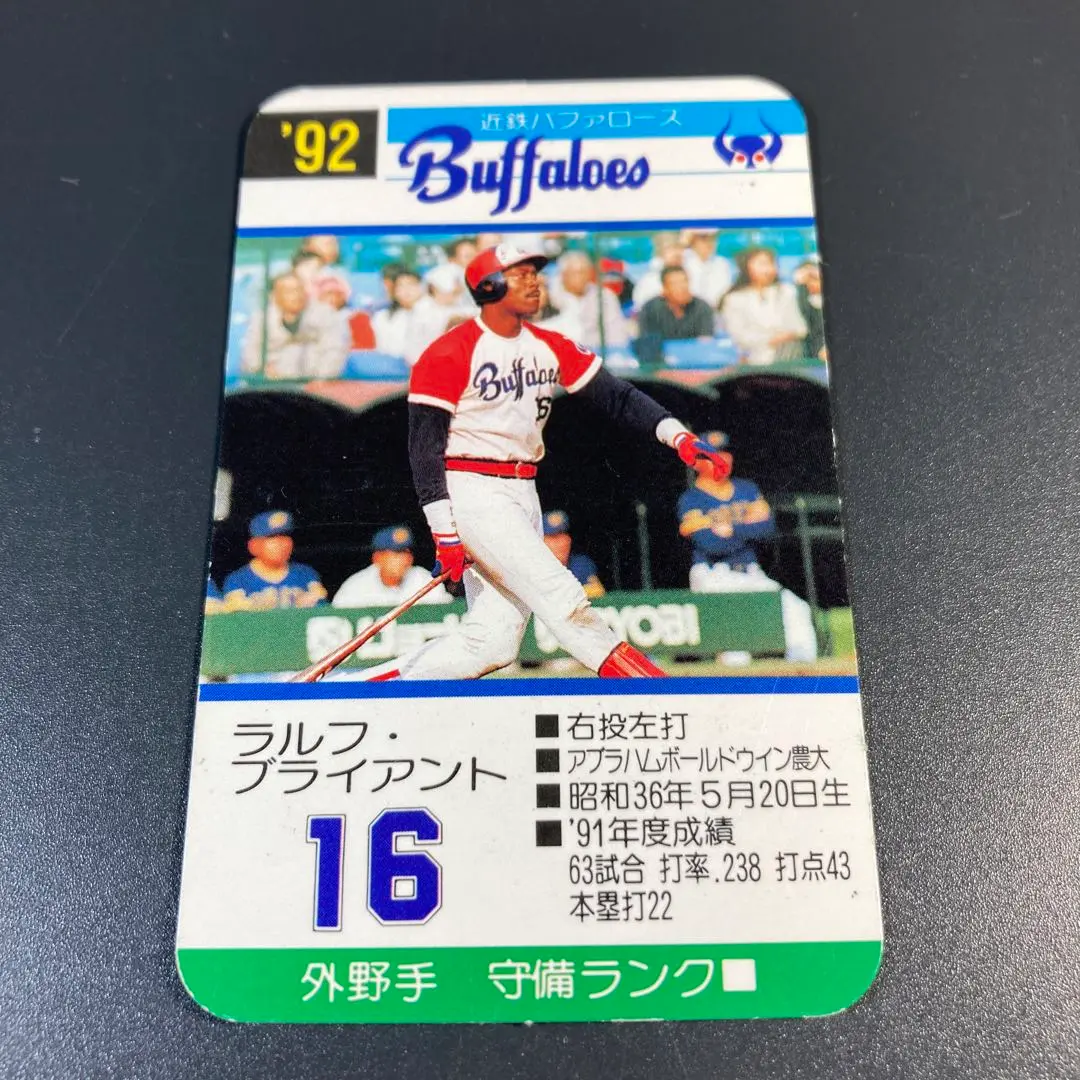 '92
近鉄バファローズ
Buffaloes
Buffaloes
16
ラルフ・
ブライアント
16
■右投左打
■アブラハムボールドウイン農大
■昭和36年5月20日生
■'91年度成績
63試合 打率.238 打点43
本塁打22
外野手 守備ランク■